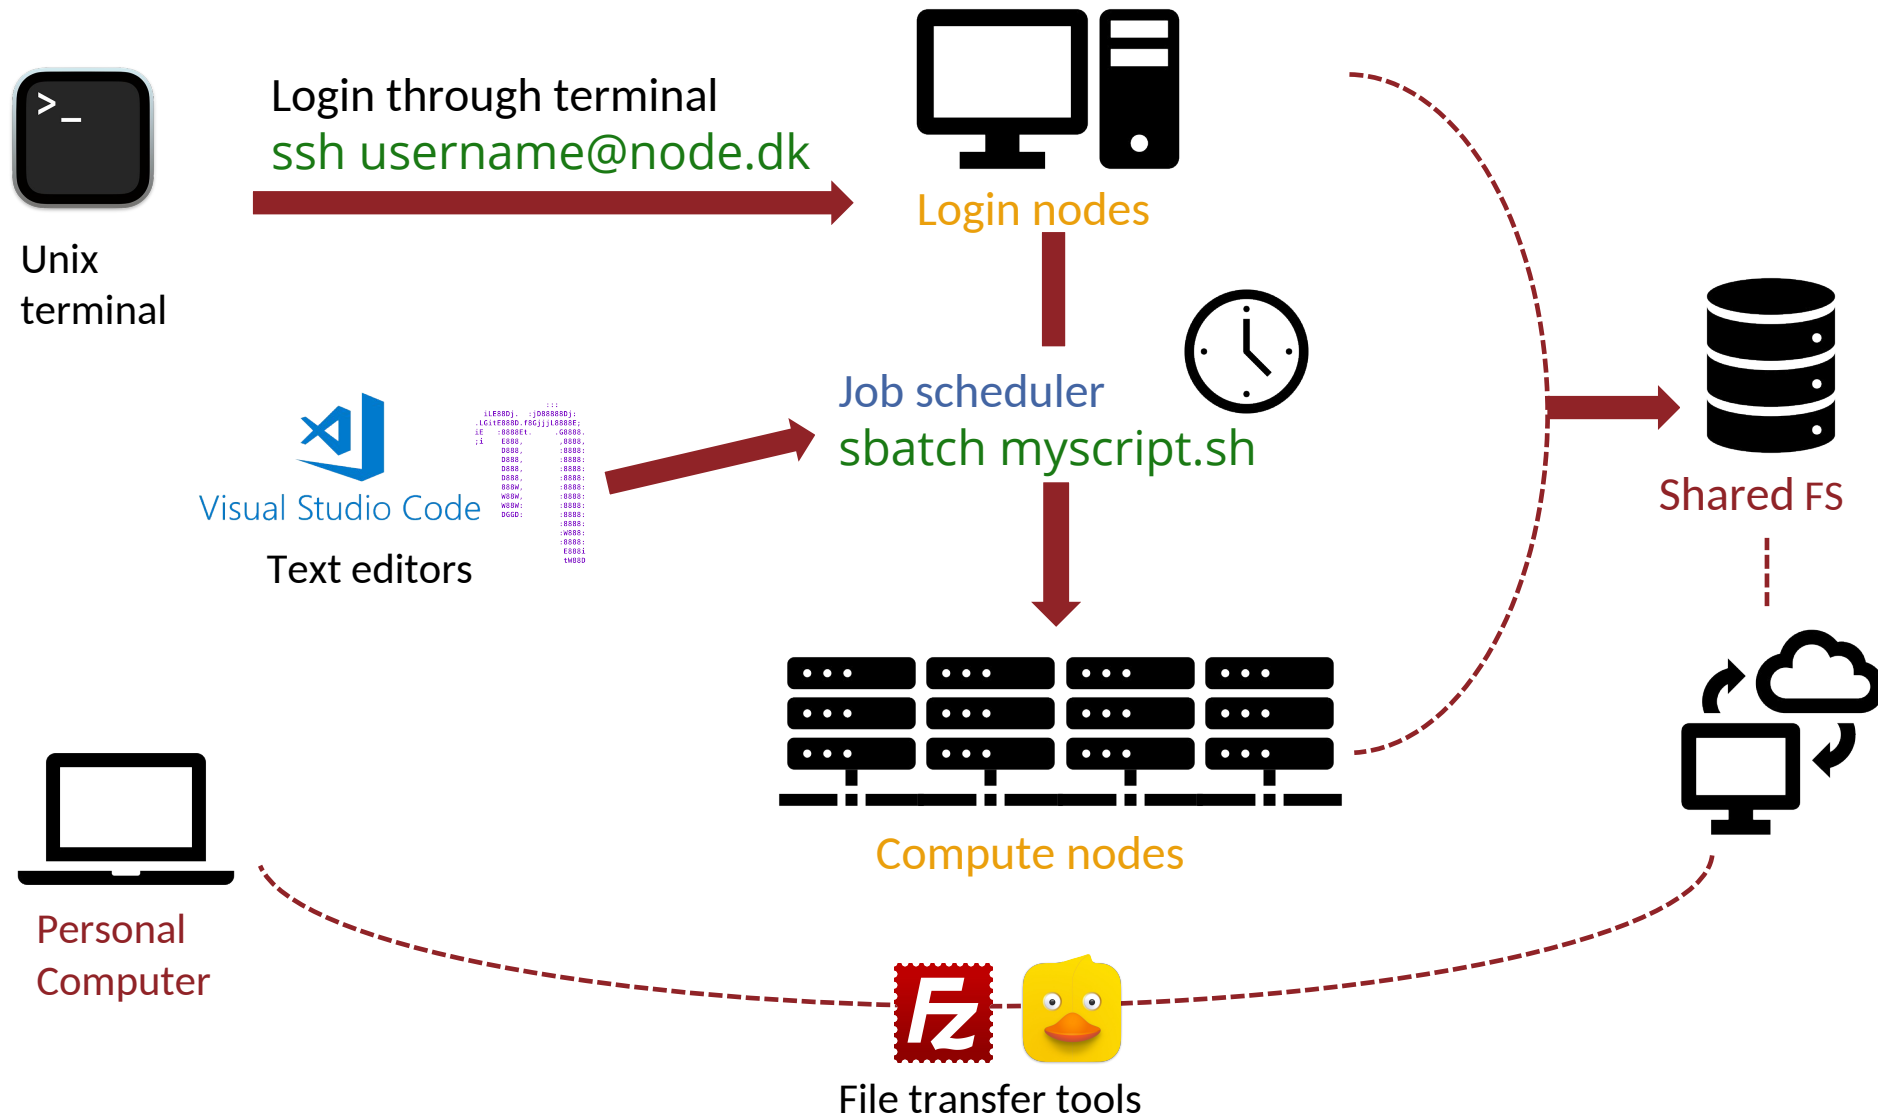 >_
Login through terminal
ssh username@node.dk
Unix
terminal
Login nodes
Job scheduler
sbatch myscript.sh
Visual Studio Code
Text editors
Shared FS
Compute nodes
Personal
Computer
FZ
File transfer tools